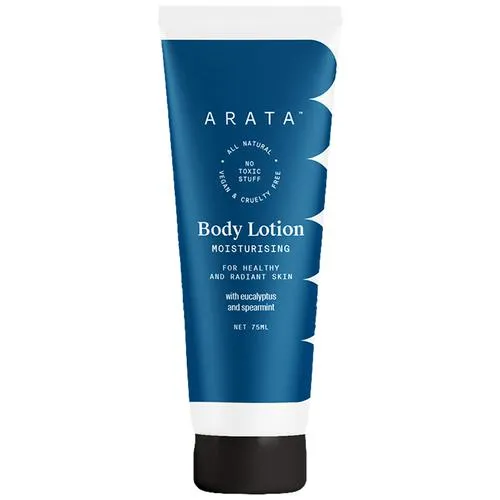 ARATA™
ALL NATURAL
NO
TOXIC
STUFF
VEGAN & CRUELTY FREE
Body Lotion
MOISTURISING
FOR HEALTHY
AND RADIANT SKIN
with eucalyptus
and spearmint
NET 75ML